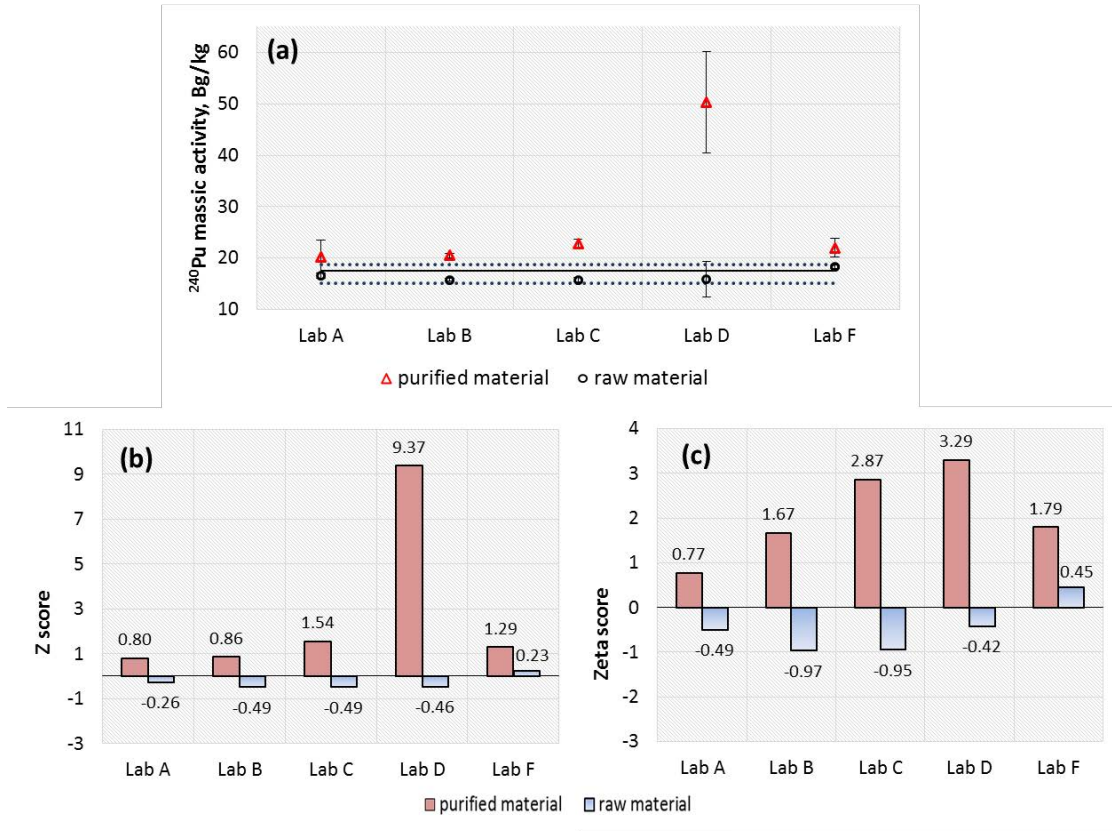 (a)
²⁴⁰Pu massic activity, Bg/kg
60
50
40
30
20
10
Lab A Lab B Lab C Lab D Lab F
purified material raw material
(b)
Z score
11
9
7
5
3
1
-1
-3
0.80 0.86 1.54 9.37 1.29 0.23
-0.26 -0.49 -0.49 -0.46
Lab A Lab B Lab C Lab D Lab F
(c)
Zeta score
4
3
2
1
0
-1
-2
-3
0.77 1.67 2.87 3.29 1.79 0.45
-0.49 -0.97 -0.95 -0.42
Lab A Lab B Lab C Lab D Lab F
purified material raw material